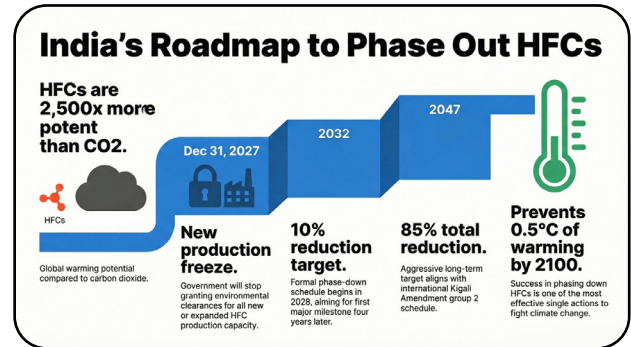 India's Roadmap to Phase Out HFCs
HFCs are
2,500x more
potent
than CO2.
HFCs
Global warming potential
compared to carbon dioxide.
Dec 31, 2027
New
production
freeze.
Government will stop
granting environmental
clearances for all new
or expanded HFC
production capacity.
2032
10%
reduction
target.
Formal phase-down
schedule begins in
2028, aiming for first
major milestone four
years later.
2047
85% total
reduction.
Aggressive long-term
target aligns with
international Kigali
Amendment group 2
schedule.
Prevents
0.5°C of
warming
by 2100.
Success in phasing down
HFCs is one of the most
effective single actions to
fight climate change.